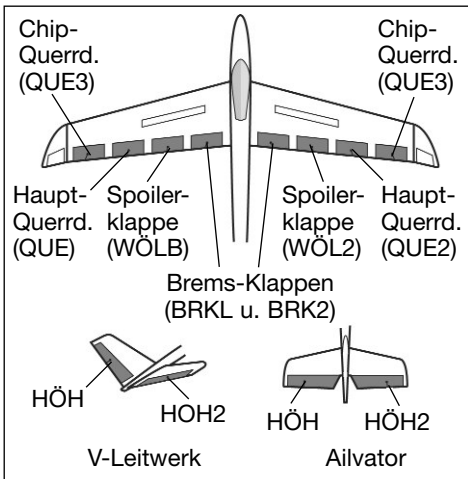 Chip-
Querrd.
(QUE3)
Chip-
Querrd.
(QUE3)
Haupt-
Querrd.
(QUE)
Spoiler-
klappe
(WÖLB)
Spoiler-
klappe
(WÖL2)
Haupt-
Querrd.
(QUE2)
Brems-Klappen
(BRKL u. BRK2)
HÖH
HOH2
V-Leitwerk
HÖH
HÖH2
Ailvator